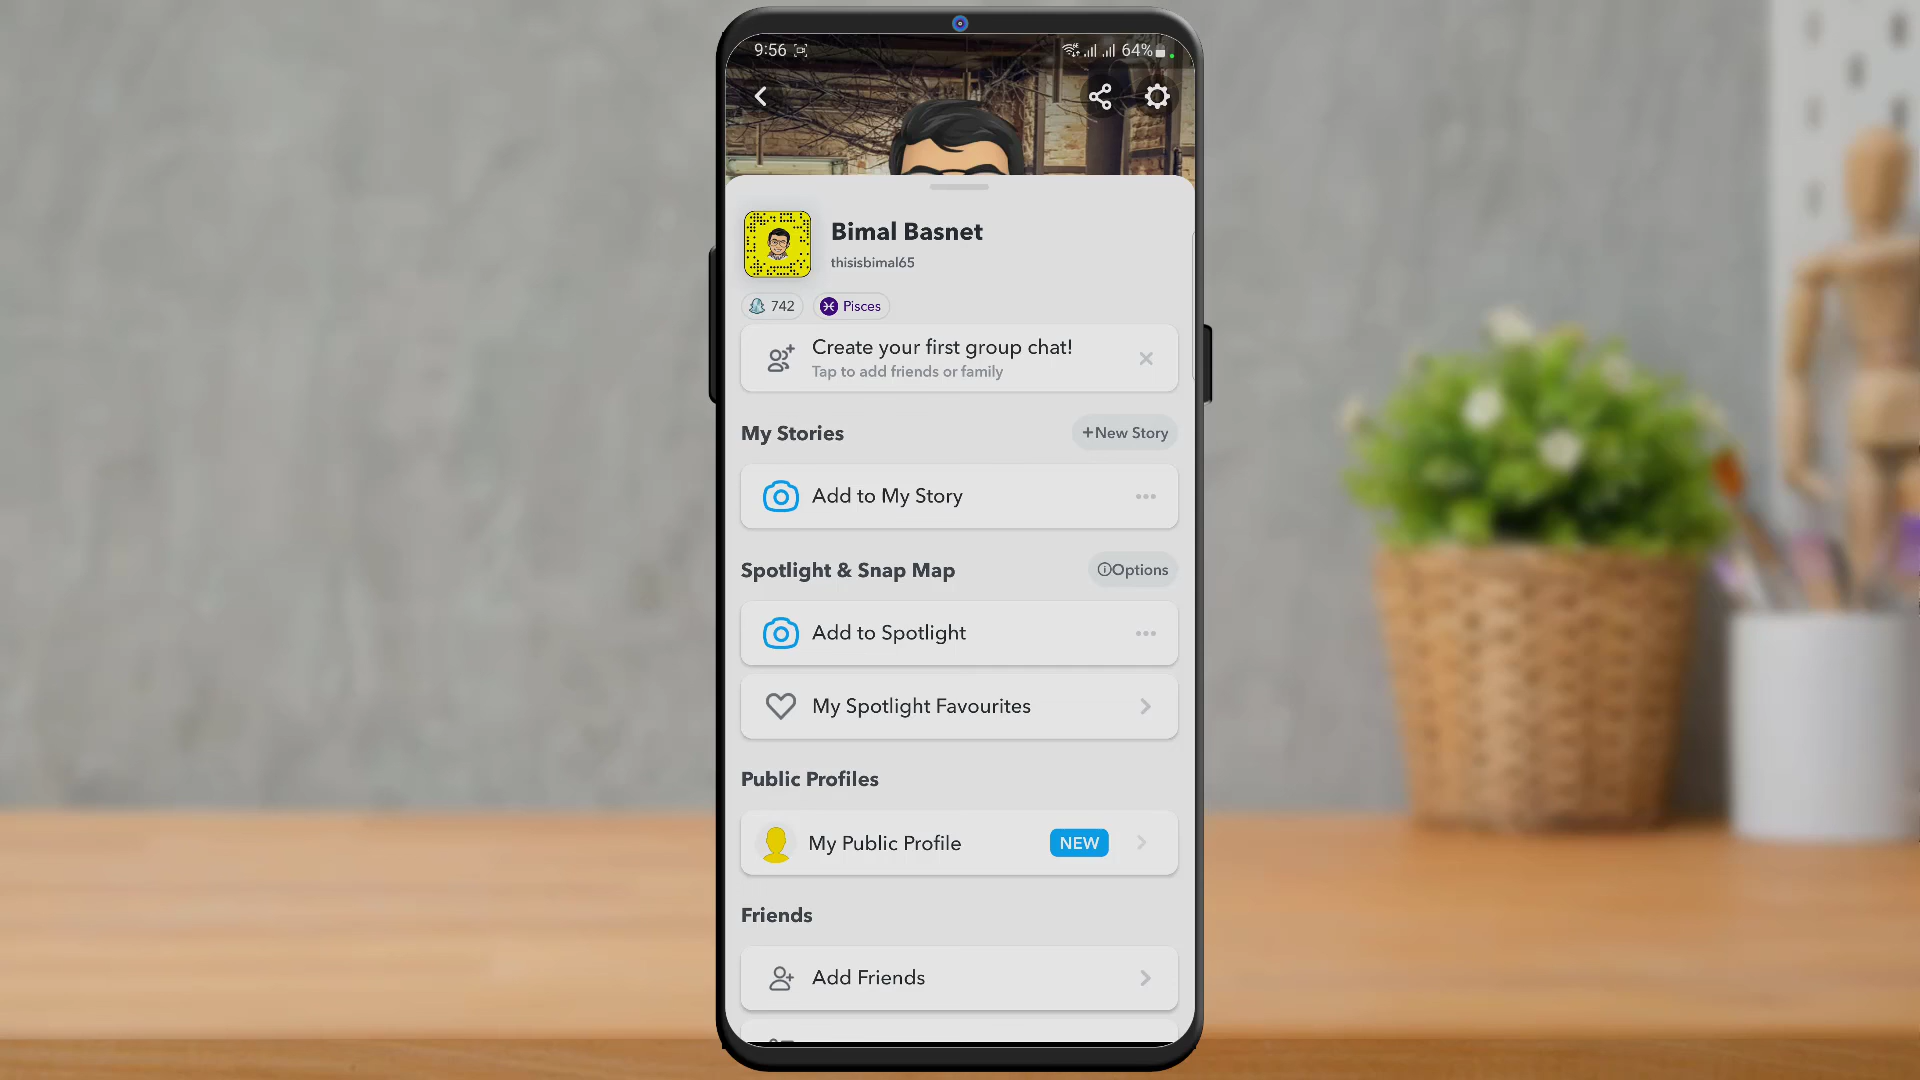 9:56
64%
Bimal Basnet
thisisbimal65
742
Pisces
Create your first group chat!
Tap to add friends or family
My Stories
+New Story
Add to My Story
Spotlight & Snap Map
Options
Add to Spotlight
My Spotlight Favourites
Public Profiles
My Public Profile
NEW
Friends
Add Friends